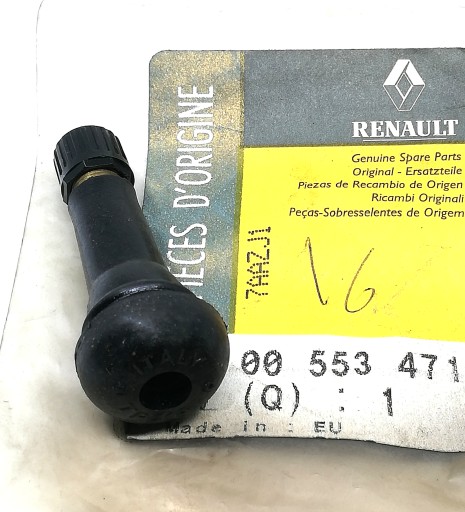 PIECES D'ORIGINE
RENAULT
Genuine Spare Parts
Original - Ersatzteile
Piezas de Recambio de Origen
Ricambi Originali
Peças-Sobresselentes de Origem
7AAZJ1
16
00 553 471
(Q) : 1
Made in : EU
ITALY